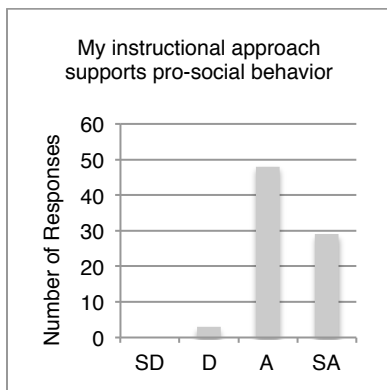 My instructional approach
supports pro-social behavior
Number of Responses
60
50
40
30
20
10
0
SD D A SA